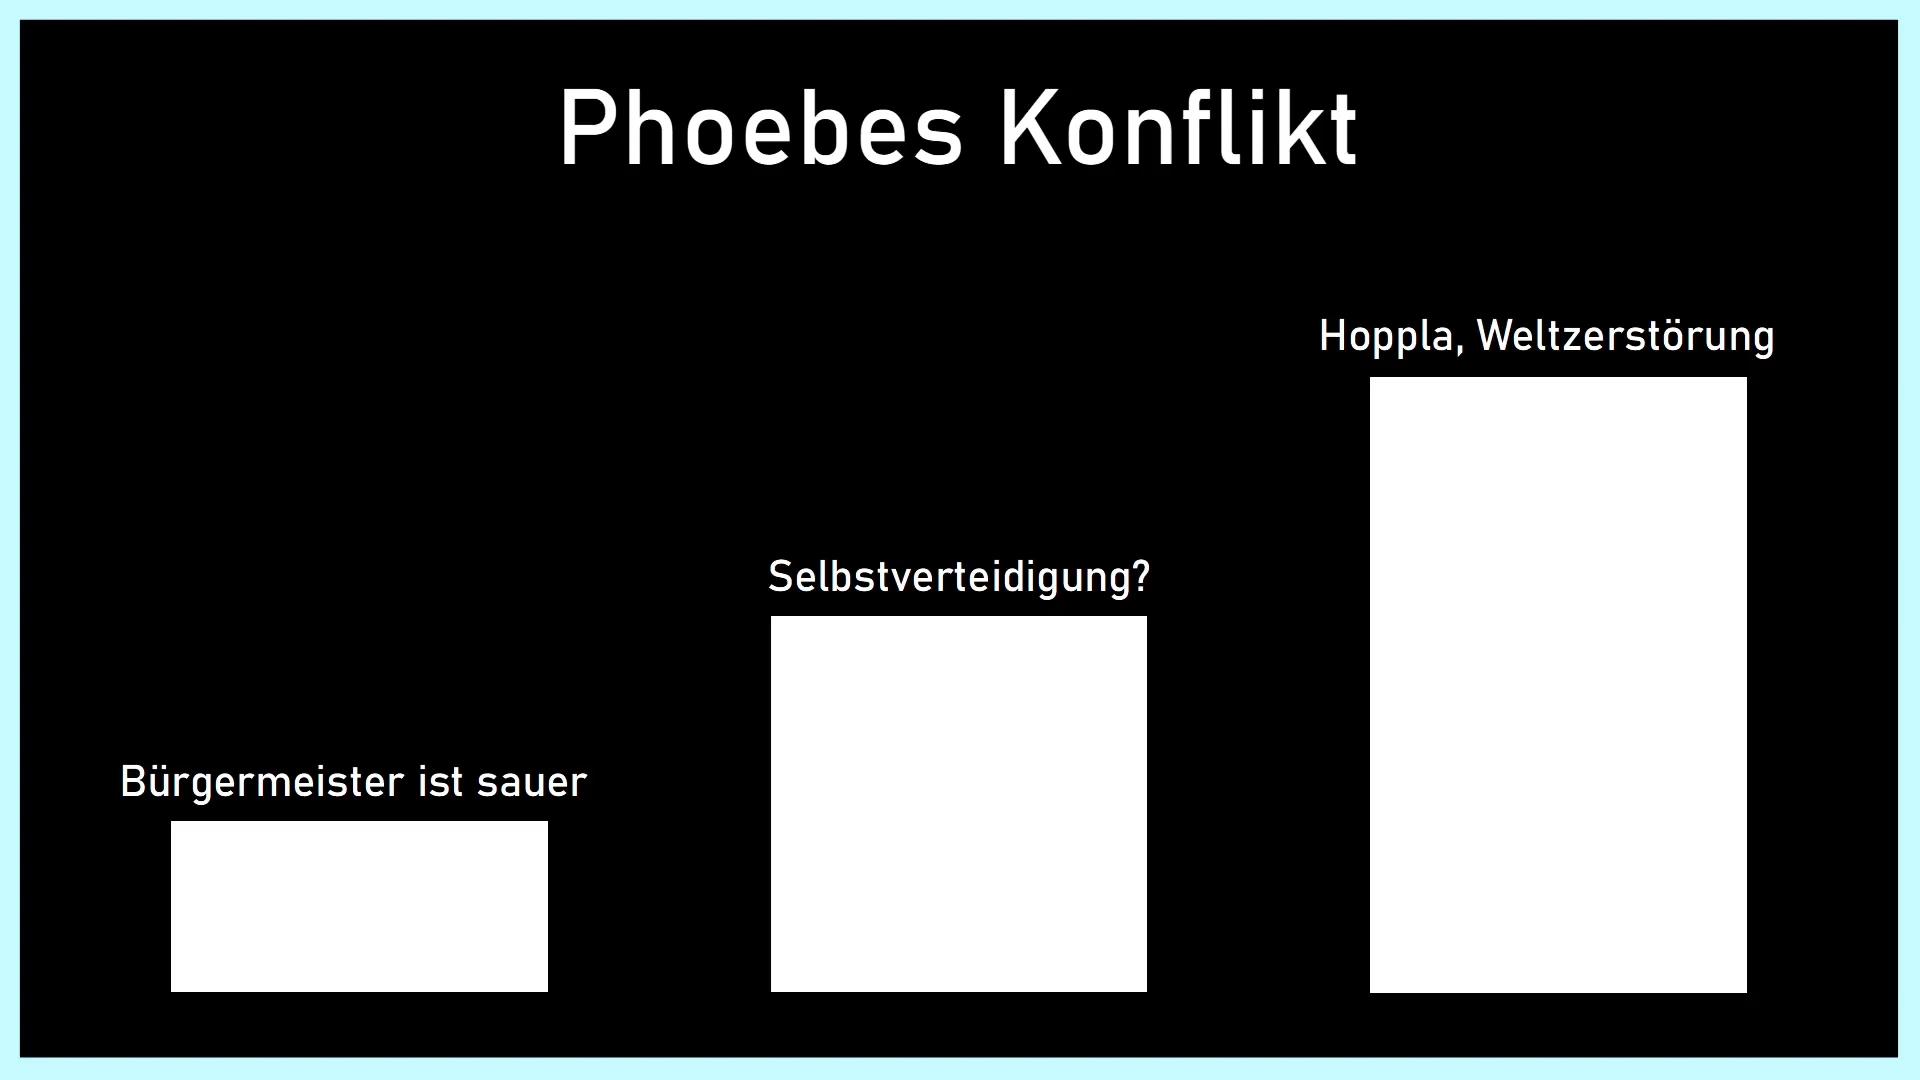 Phoebes Konflikt
Hoppla, Weltzerstörung
Selbstverteidigung?
Bürgermeister ist sauer